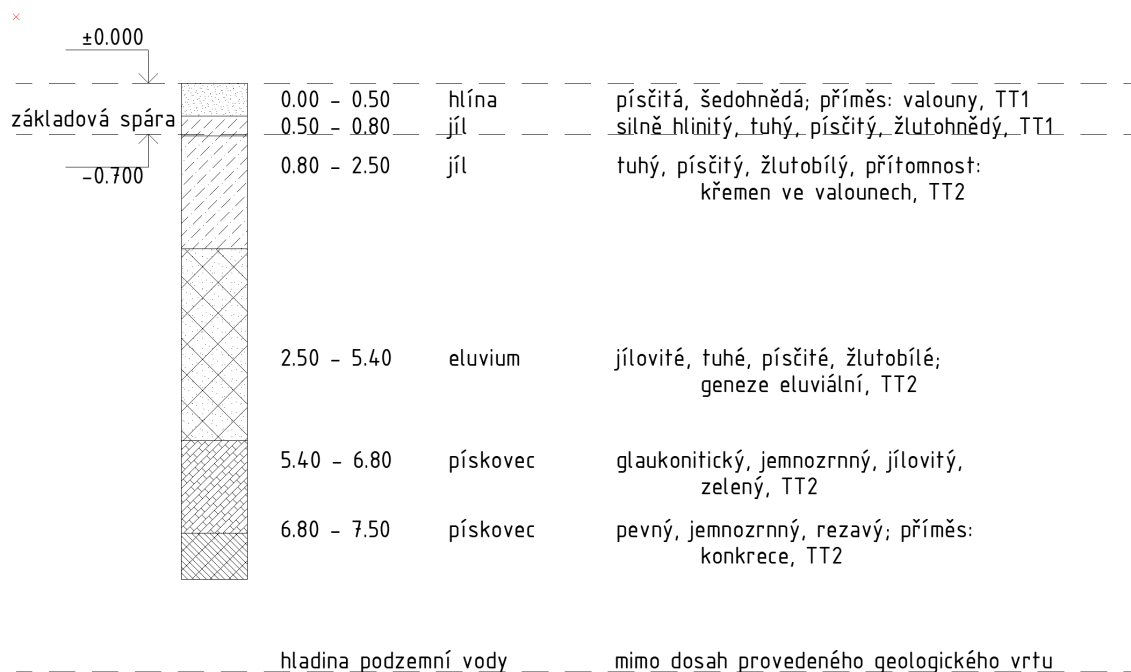 ±0.000
0.00 - 0.50 hlína písčitá, šedohnědá; příměs: valouny, TT1
základová spára
0.50 - 0.80 jíl silně hlinitý, tuhý, písčitý, žlutohnědý, TT1
-0.700
0.80 - 2.50 jíl tuhý, písčitý, žlutobílý, přítomnost:
křemen ve valounech, TT2
2.50 - 5.40 eluvium jílovité, tuhé, písčité, žlutobílé;
geneze eluviální, TT2
5.40 - 6.80 pískovec glaukonitický, jemnozrnný, jílovitý,
zelený, TT2
6.80 - 7.50 pískovec pevný, jemnozrnný, rezavý; příměs:
konkrece, TT2
hladina podzemní vody mimo dosah provedeného geologického vrtu